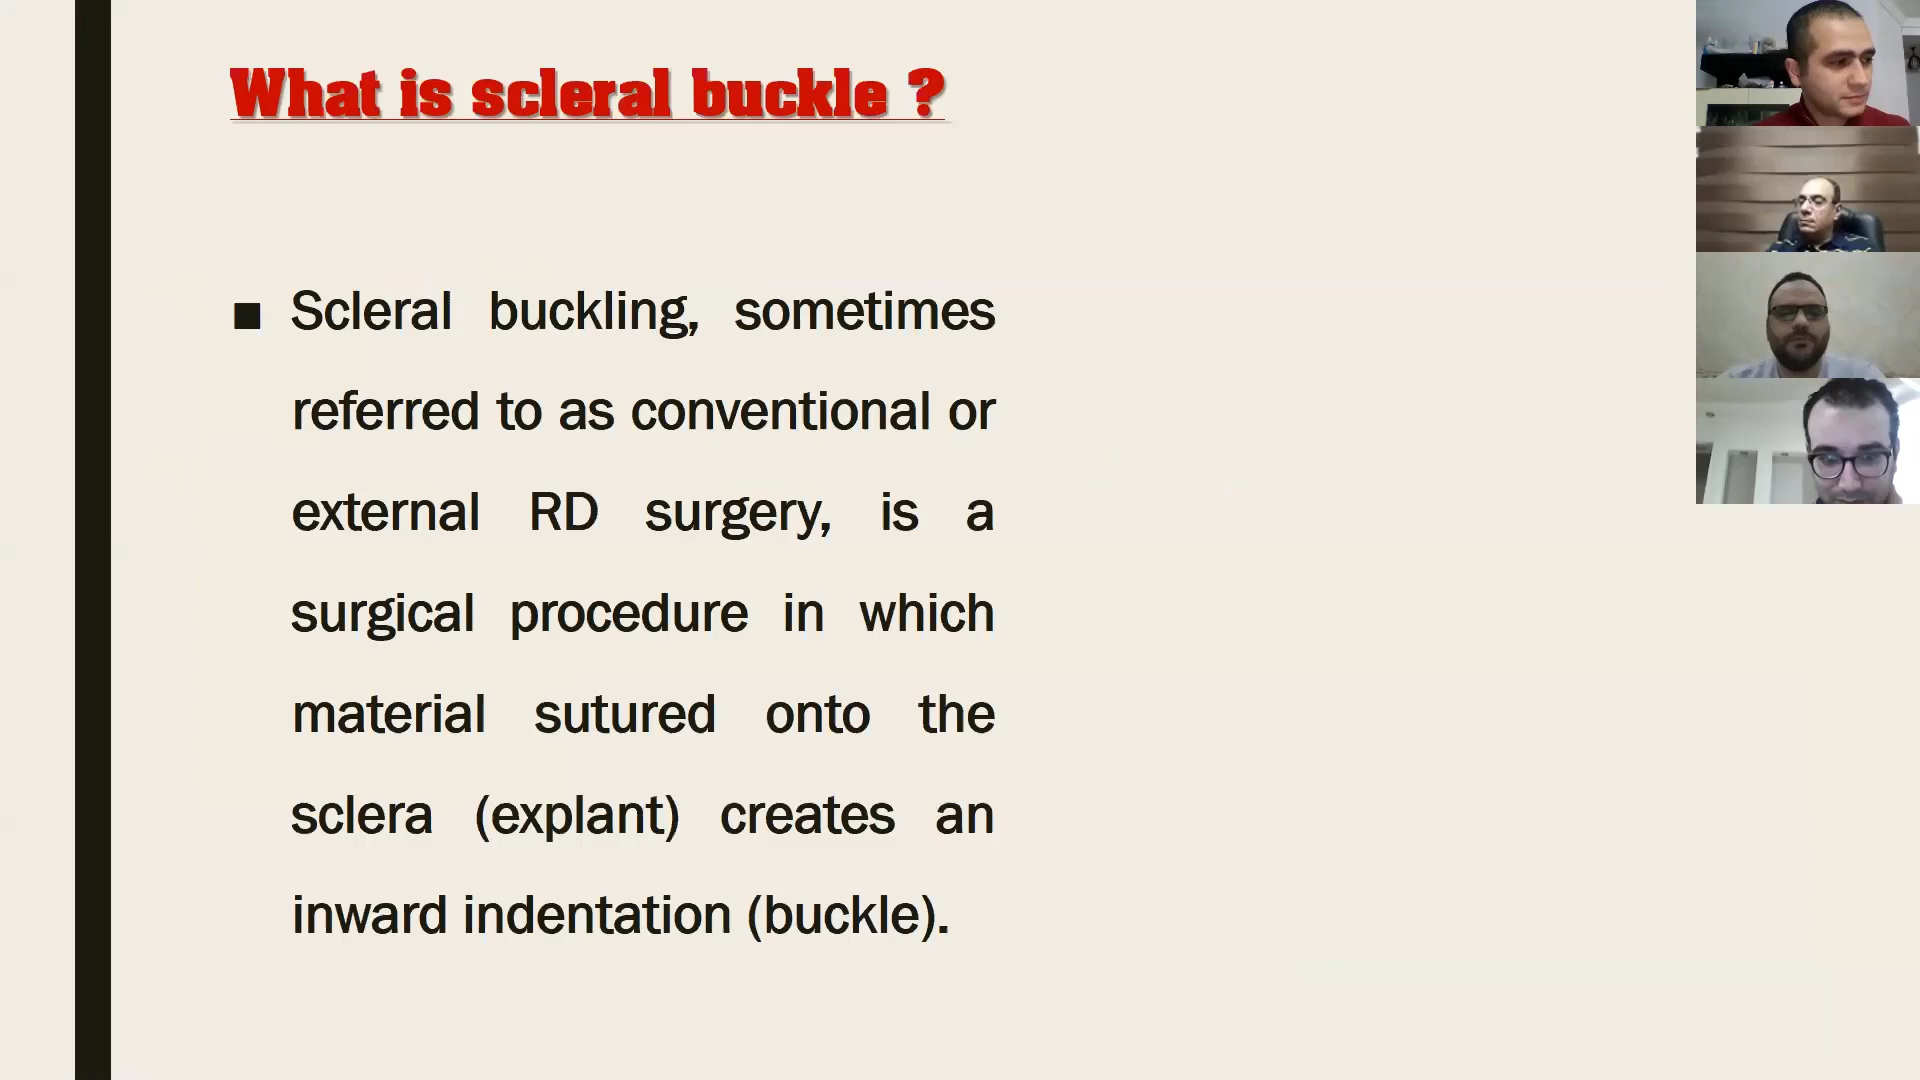 What is scleral buckle ?
■ Scleral buckling, sometimes
referred to as conventional or
external RD surgery, is a
surgical procedure in which
material sutured onto the
sclera (explant) creates an
inward indentation (buckle).